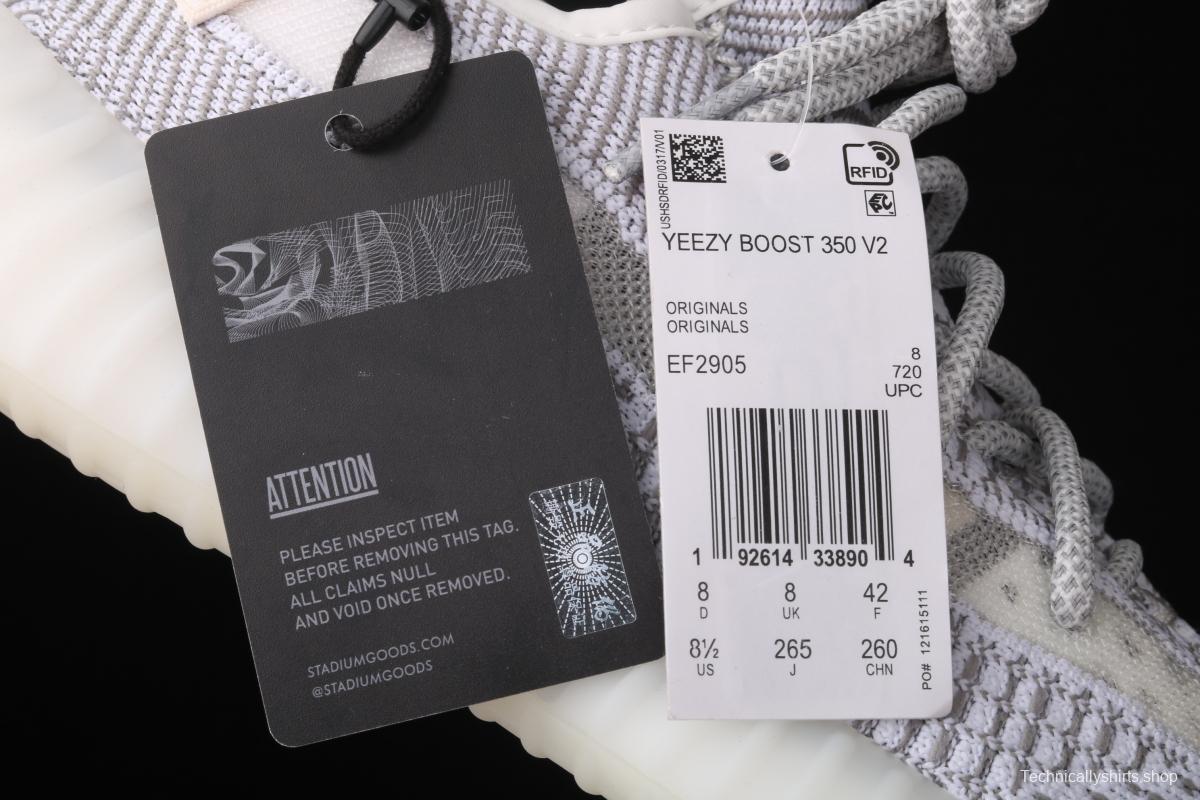 ATTENTION
PLEASE INSPECT ITEM
BEFORE REMOVING THIS TAG.
ALL CLAIMS NULL
AND VOID ONCE REMOVED.
STADIUMGOODS.COM
@STADIUMGOODS
USHSDRFID/0317/V01
RFID
YEEZY BOOST 350 V2
ORIGINALS
ORIGINALS
EF2905
8
720
UPC
1 92614 33890 4
8 8 42
D UK F
8½ 265 260
US J CHN
PO# 121615111
Technicallyshirts.shop